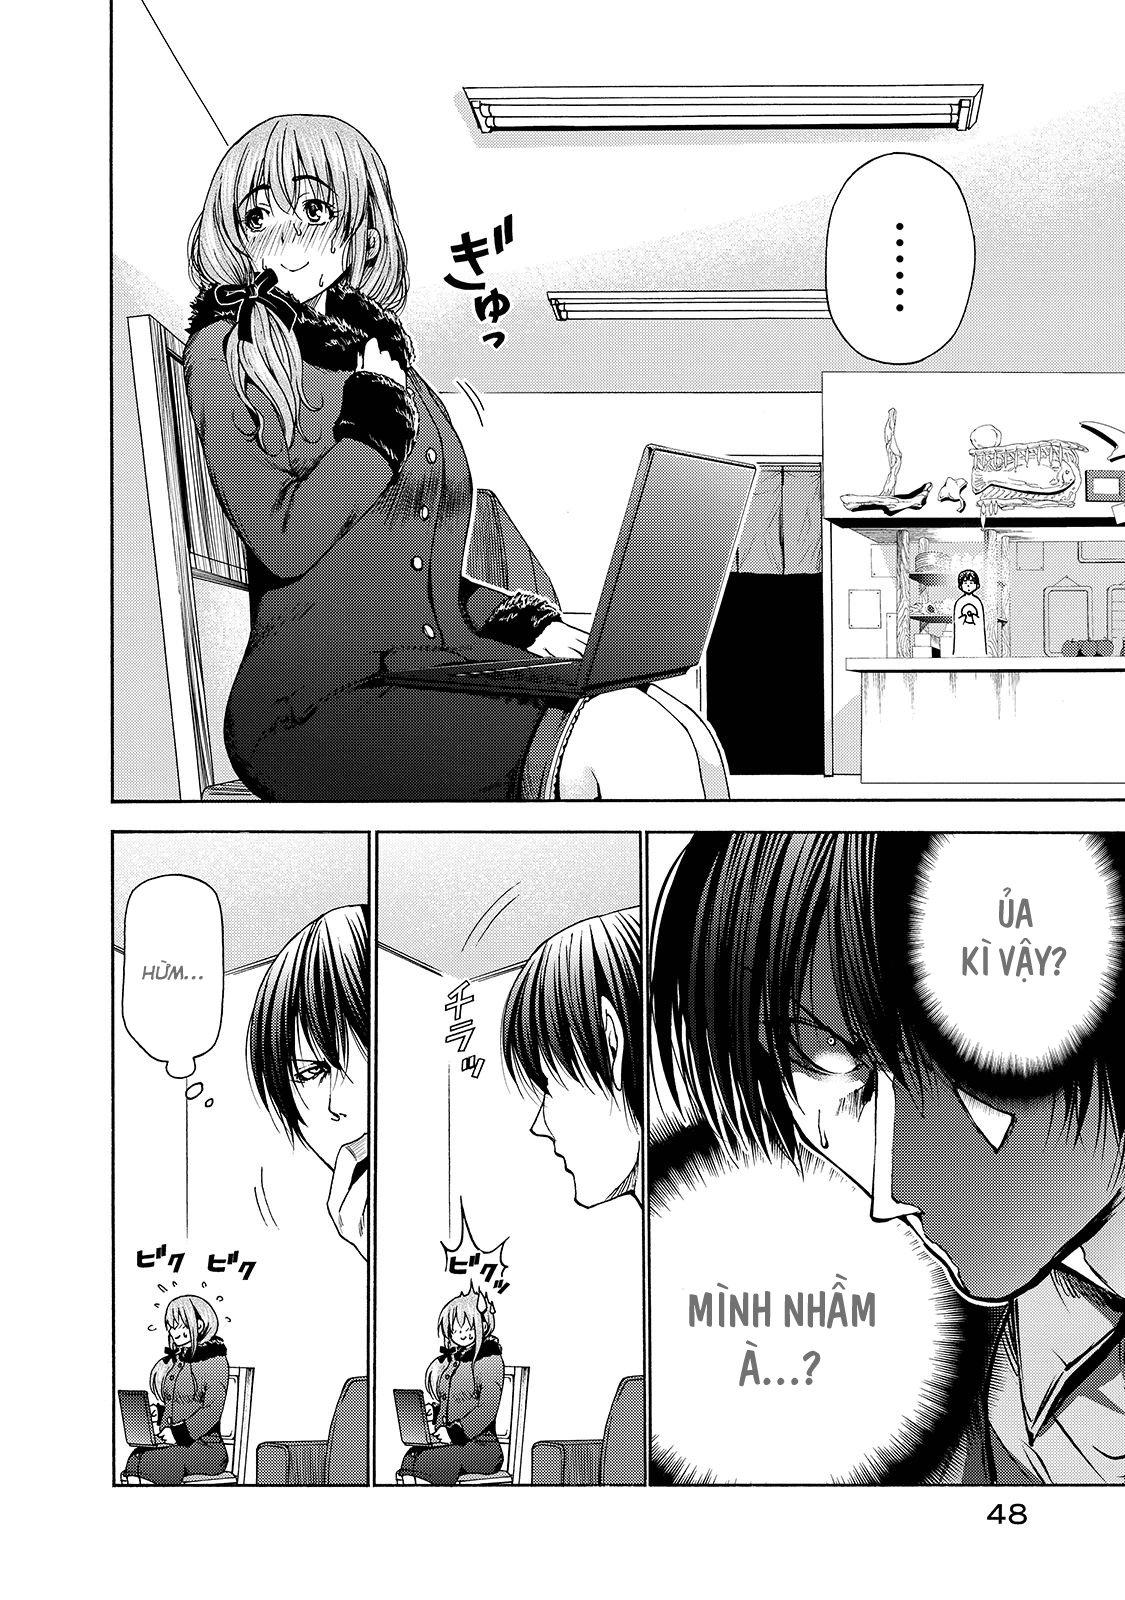 ......
ぎゅっ
ỦA
KÌ VẬY?
MÌNH NHẦM
À...?
チラッ
ビクッ
HỪM...
ビク
ビク
48